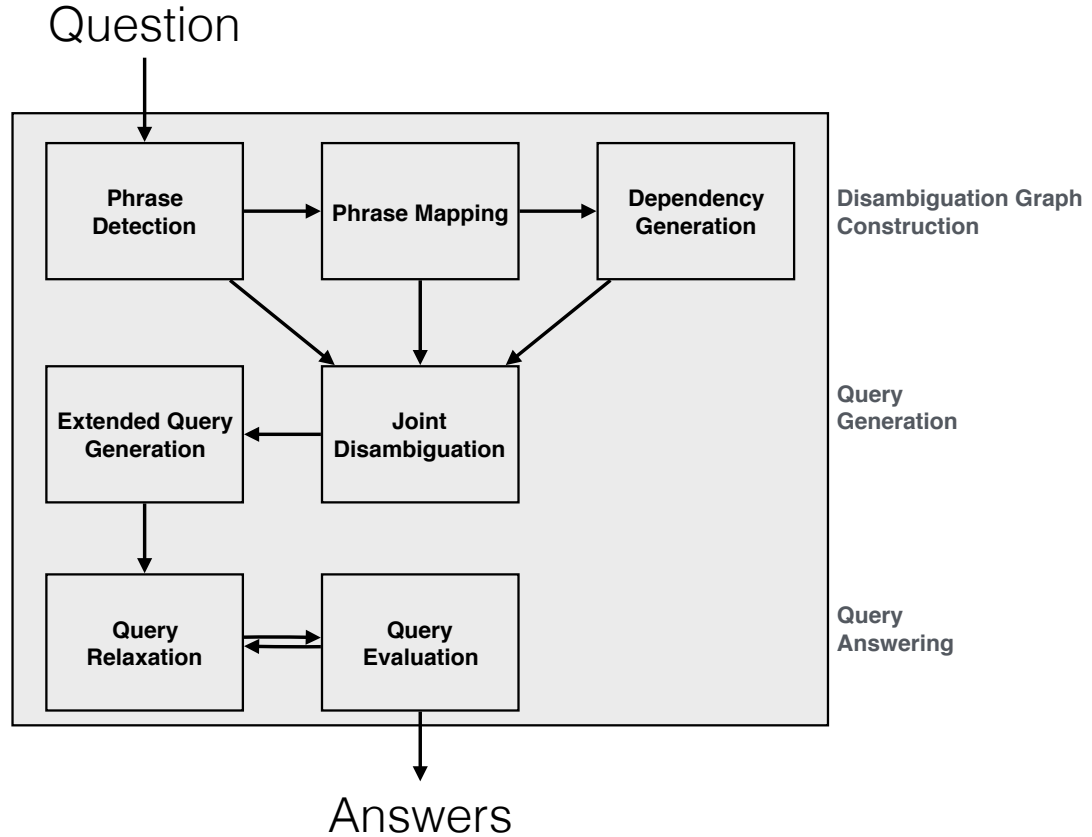 Question
Phrase
Detection
Phrase Mapping
Dependency
Generation
Disambiguation Graph
Construction
Extended Query
Generation
Joint
Disambiguation
Query
Generation
Query
Relaxation
Query
Evaluation
Query
Answering
Answers